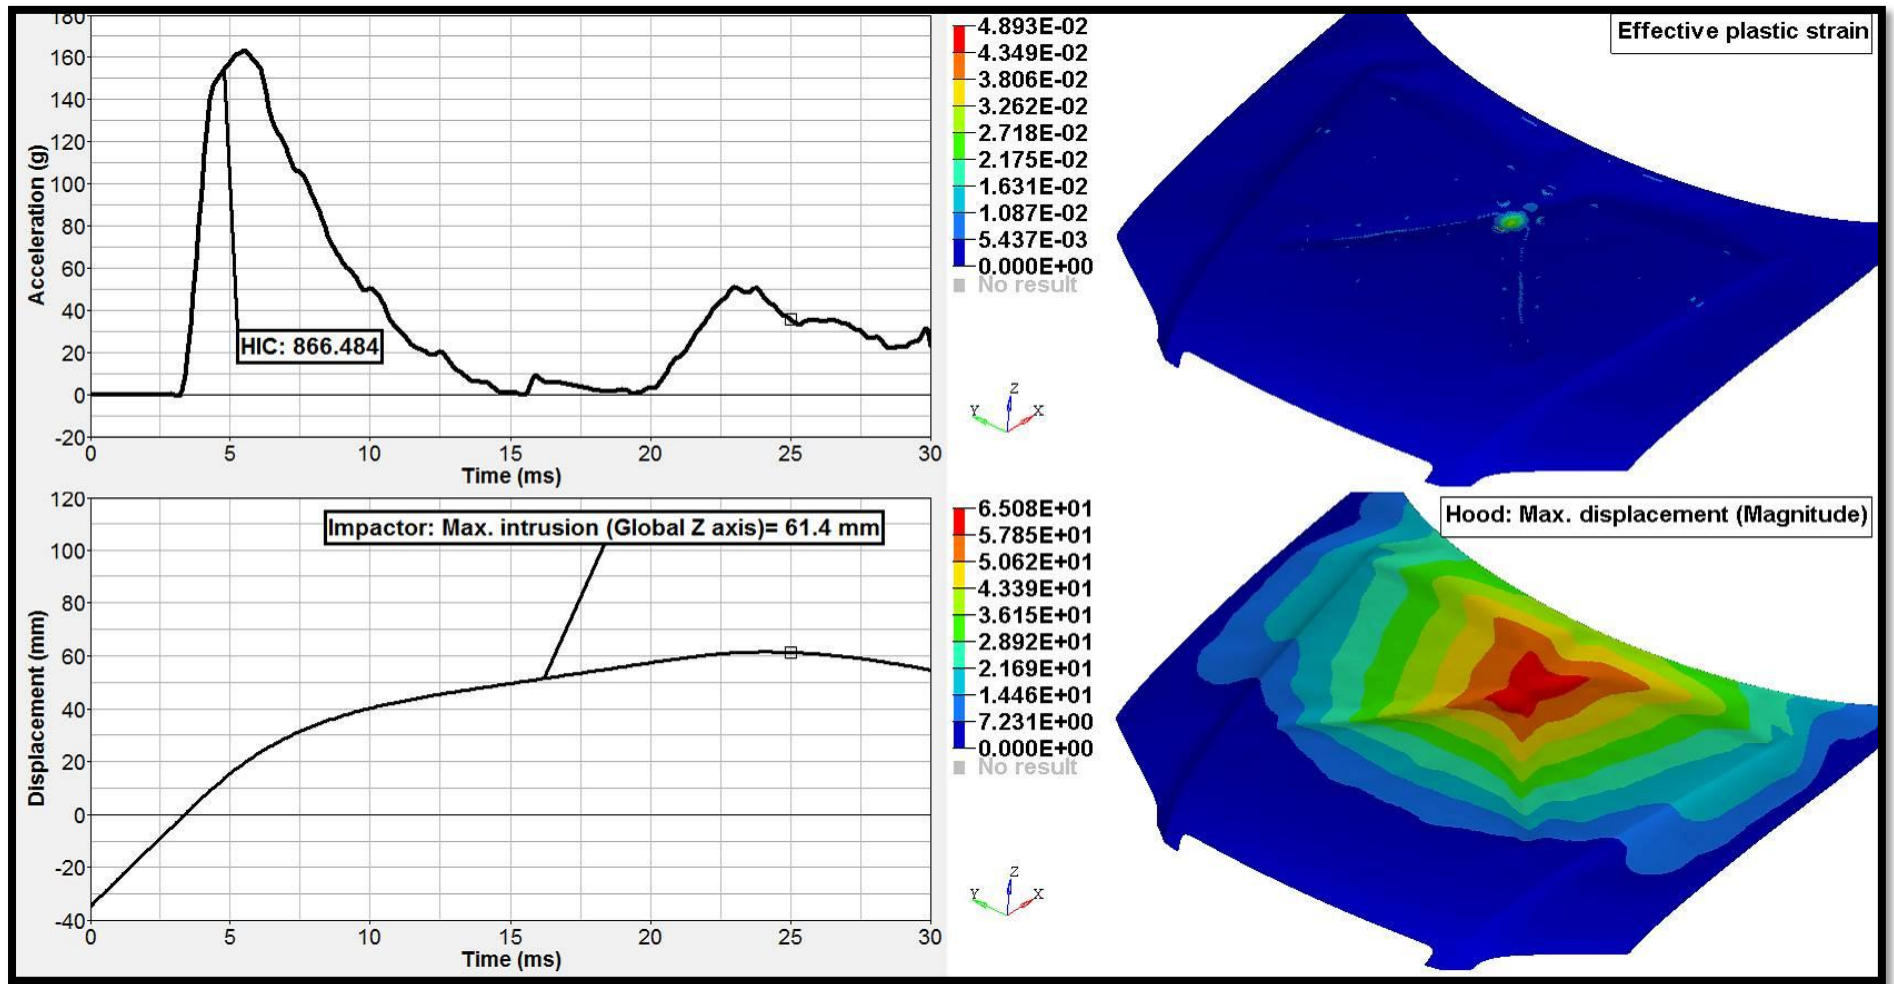 180
160
140
120
100
80
60
40
20
0
-20
Acceleration (g)
HIC: 866.484
0 5 10 15 20 25 30
Time (ms)
4.893E-02
4.349E-02
3.806E-02
3.262E-02
2.718E-02
2.175E-02
1.631E-02
1.087E-02
5.437E-03
0.000E+00
No result
Effective plastic strain
Z
Y
X
120
100
80
60
40
20
0
-20
-40
Displacement (mm)
Impactor: Max. intrusion (Global Z axis)= 61.4 mm
0 5 10 15 20 25 30
Time (ms)
6.508E+01
5.785E+01
5.062E+01
4.339E+01
3.615E+01
2.892E+01
2.169E+01
1.446E+01
7.231E+00
0.000E+00
No result
Hood: Max. displacement (Magnitude)
Z
Y
X